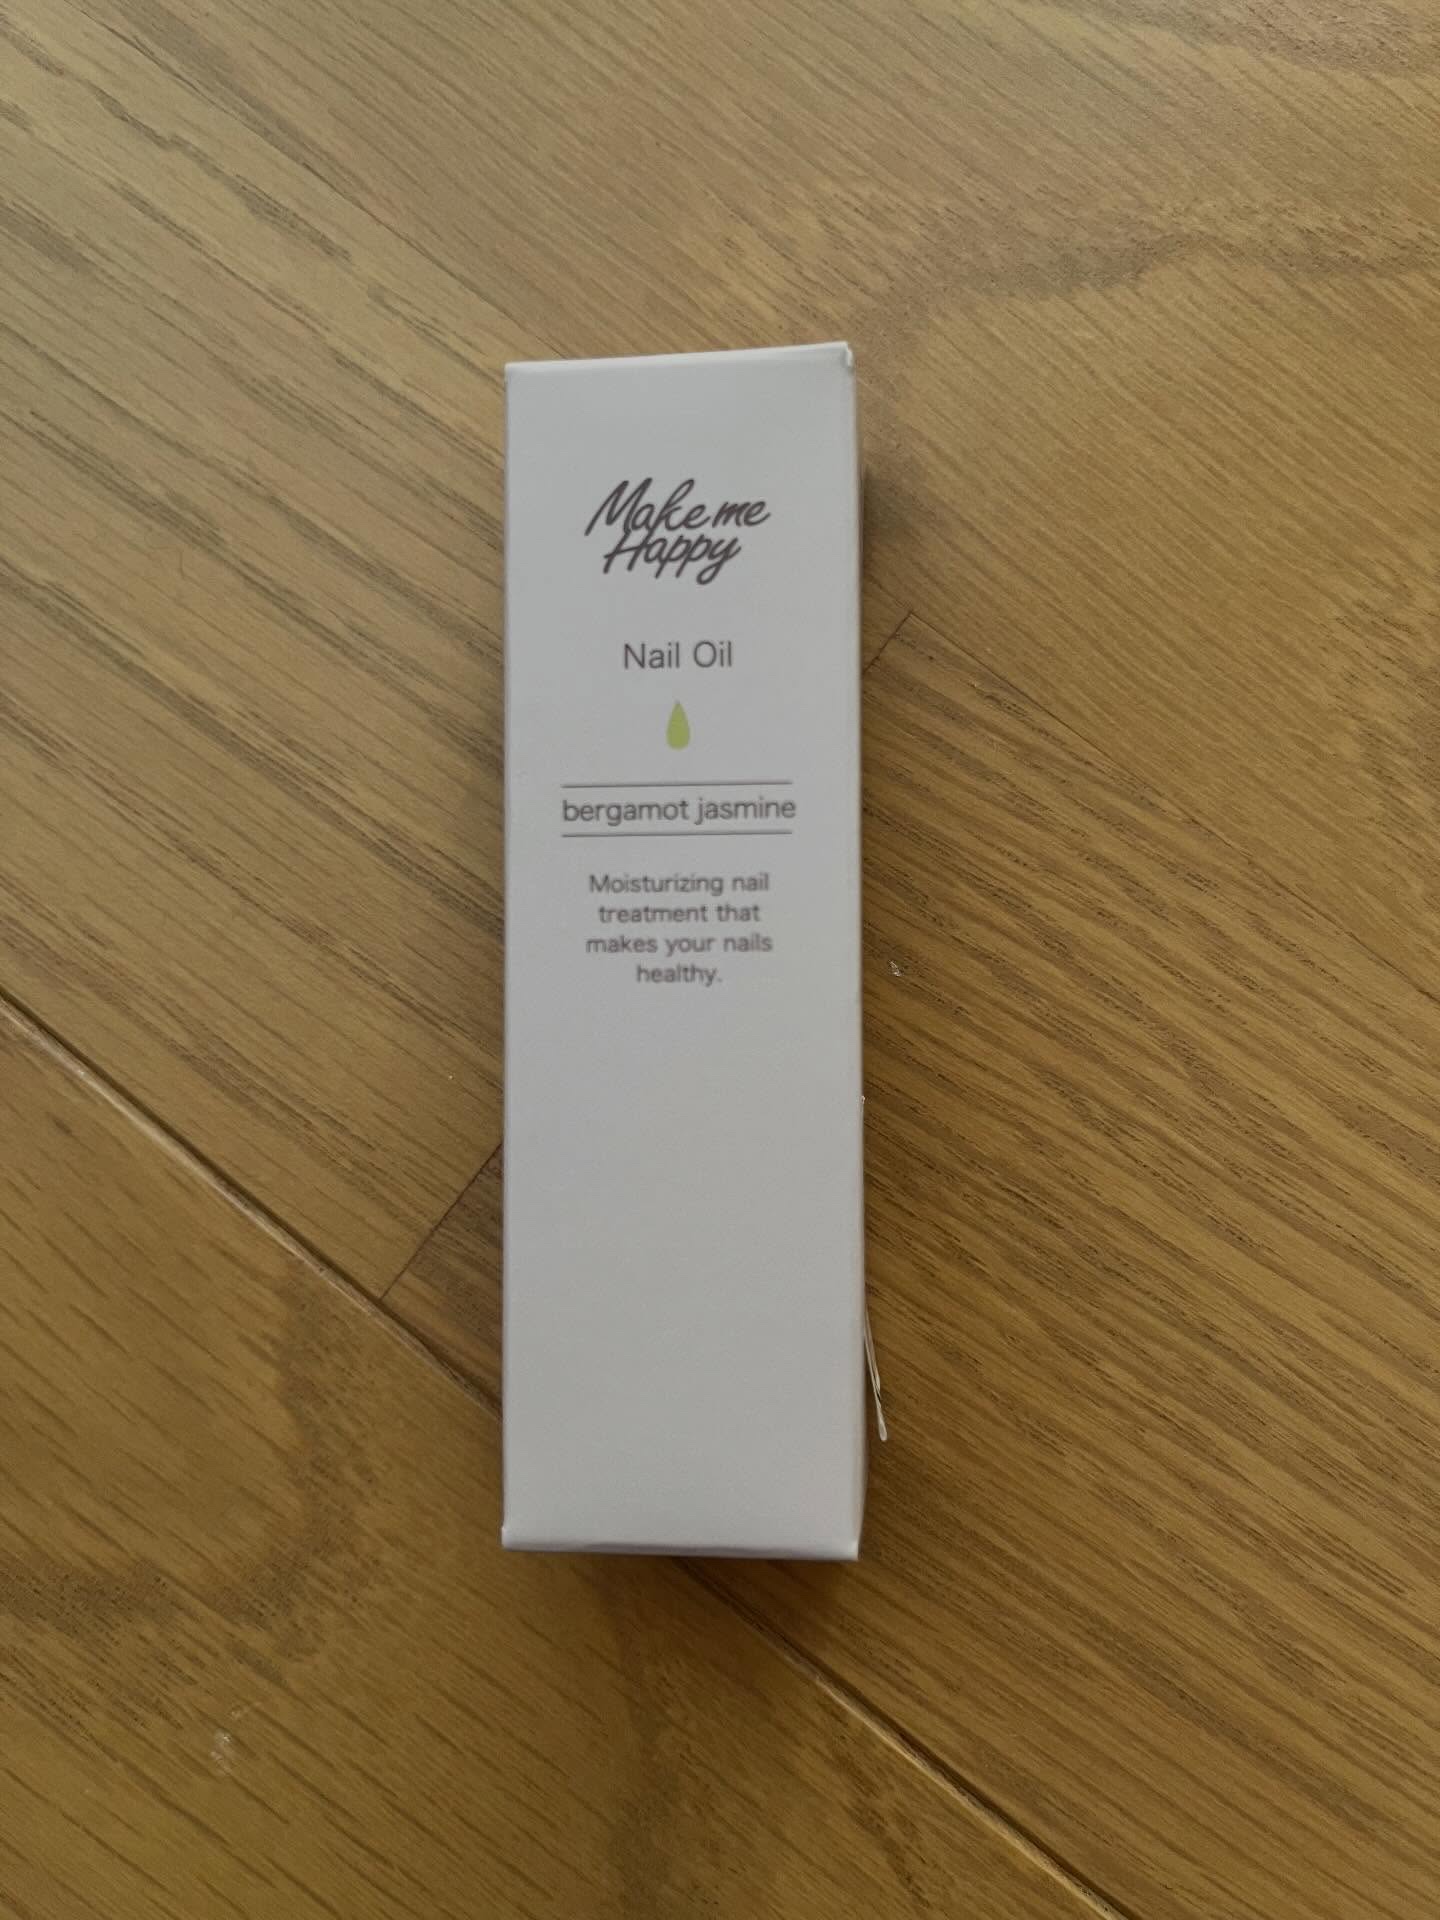 Make me
Happy
Nail Oil
bergamot jasmine
Moisturizing nail
treatment that
makes your nails
healthy.